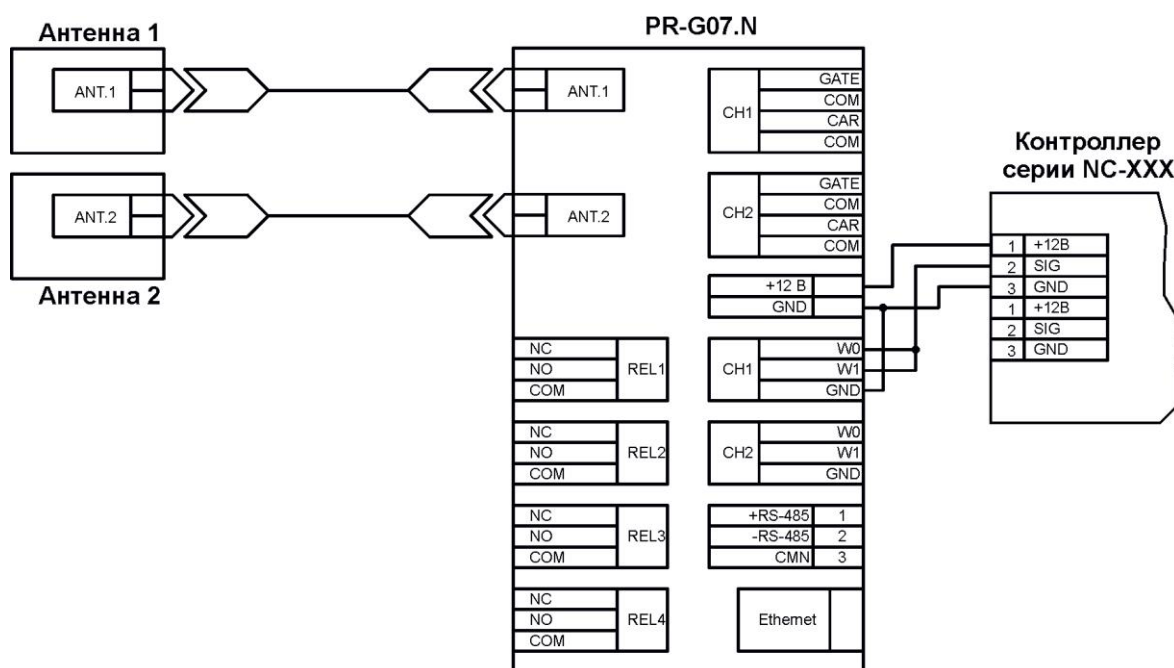 Антенна 1
ANT.1
Антенна 2
ANT.2
PR-G07.N
ANT.1
ANT.2
CH1
GATE
COM
CAR
COM
CH2
GATE
COM
CAR
COM
+12 В
GND
NC
NO
COM
REL1
CH1
W0
W1
GND
NC
NO
COM
REL2
CH2
W0
W1
GND
NC
NO
COM
REL3
+RS-485 1
-RS-485 2
CMN 3
NC
NO
COM
REL4
Ethernet
Контроллер
серии NC-XXX
1 +12В
2 SIG
3 GND
1 +12В
2 SIG
3 GND